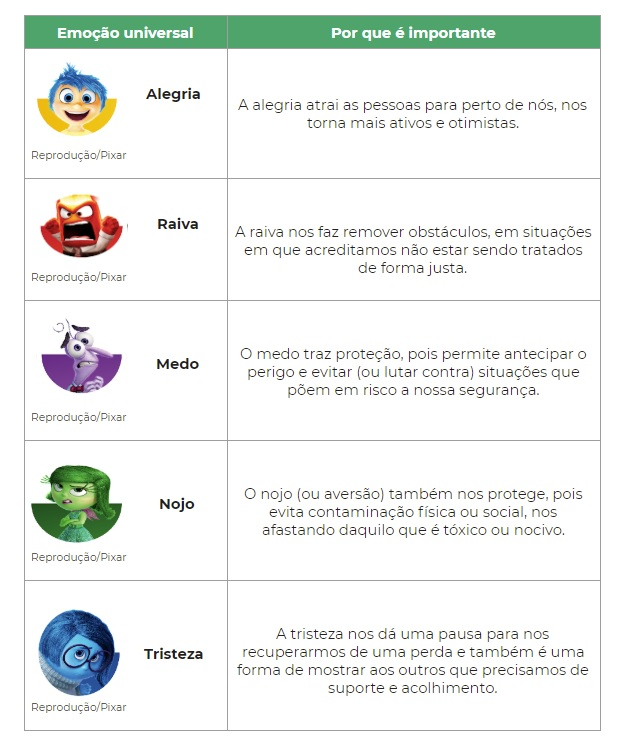 Emoção universal
Por que é importante
Alegria
Reprodução/Pixar
A alegria atrai as pessoas para perto de nós, nos
torna mais ativos e otimistas.
Raiva
Reprodução/Pixar
A raiva nos faz remover obstáculos, em situações
em que acreditamos não estar sendo tratados
de forma justa.
Medo
Reprodução/Pixar
O medo traz proteção, pois permite antecipar o
perigo e evitar (ou lutar contra) situações que
põem em risco a nossa segurança.
Nojo
Reprodução/Pixar
O nojo (ou aversão) também nos protege, pois
evita contaminação física ou social, nos
afastando daquilo que é tóxico ou nocivo.
Tristeza
Reprodução/Pixar
A tristeza nos dá uma pausa para nos
recuperarmos de uma perda e também é uma
forma de mostrar aos outros que precisamos de
suporte e acolhimento.